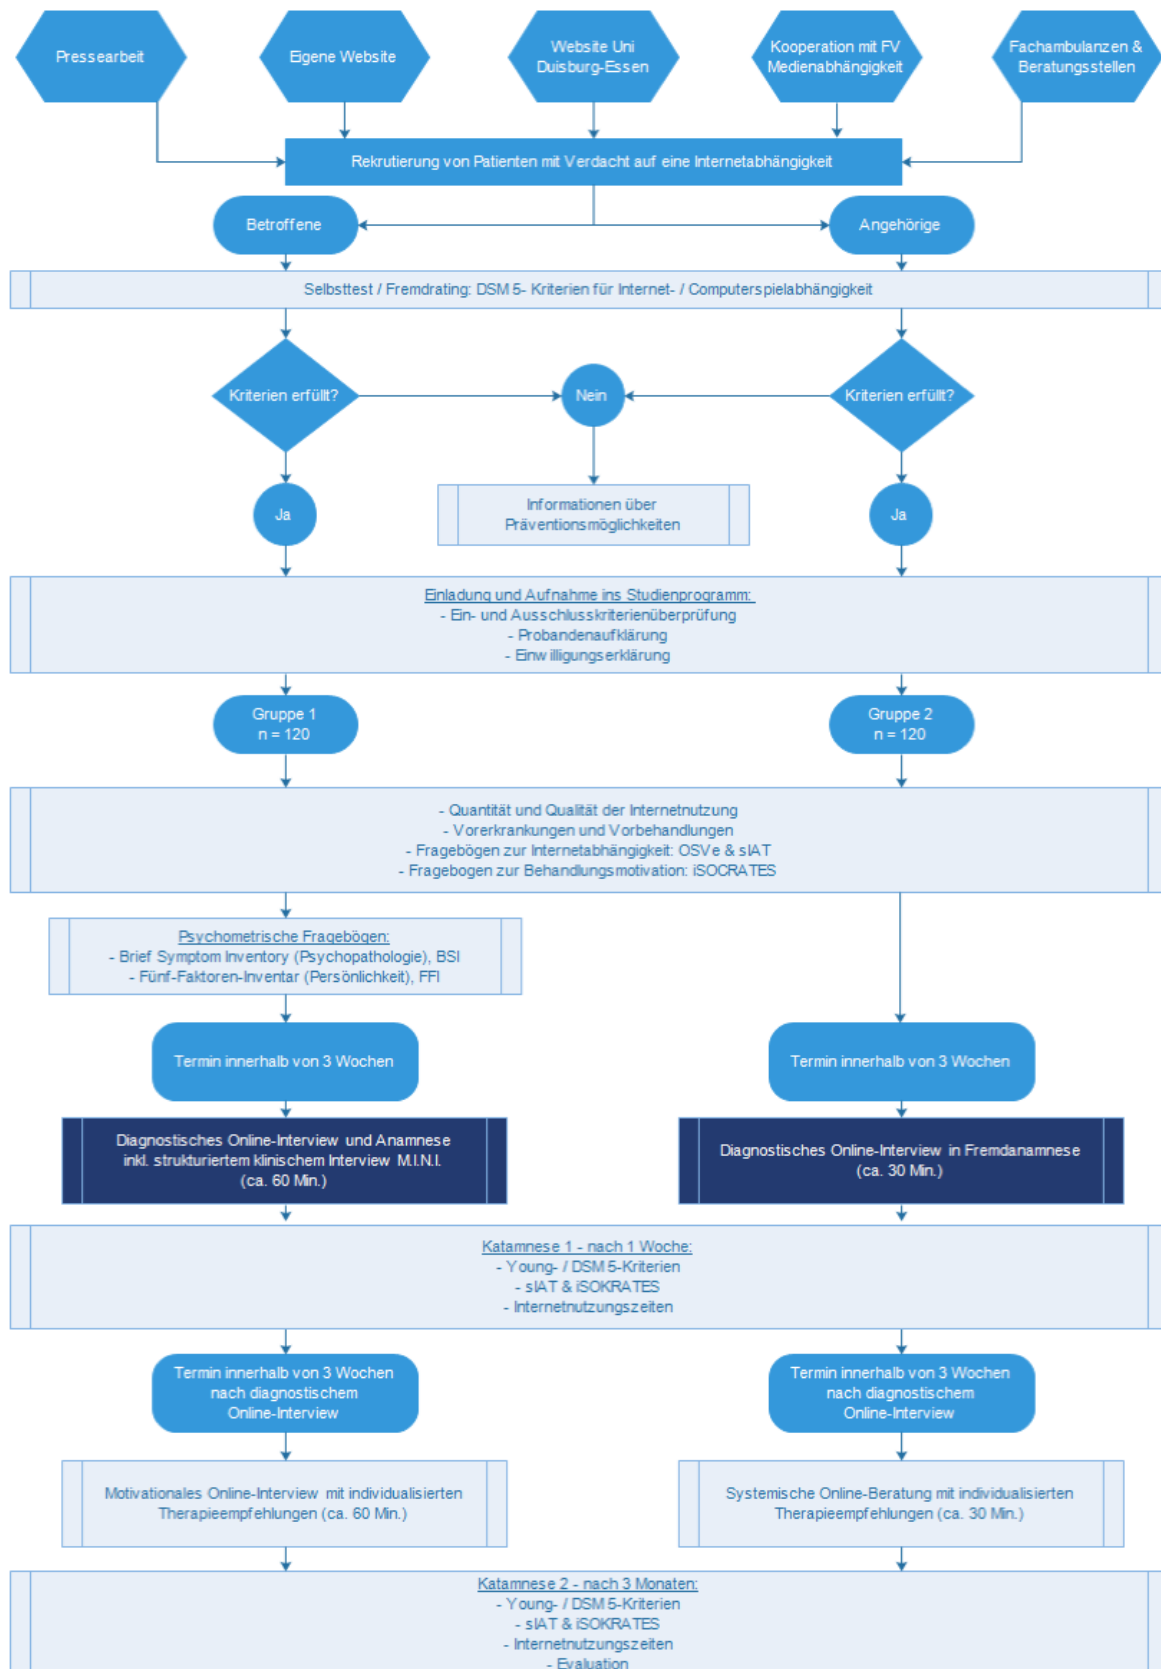 Pressearbeit
Eigene Website
Website Uni
Duisburg-Essen
Kooperation mit FV
Medienabhängigkeit
Fachambulanzen &
Beratungsstellen
Rekrutierung von Patienten mit Verdacht auf eine Internetabhängigkeit
Betroffene
Angehörige
Selbsttest / Fremdrating: DSM 5- Kriterien für Internet- / Computerspielabhängigkeit
Kriterien erfüllt?
Nein
Kriterien erfüllt?
Ja
Informationen über
Präventionsmöglichkeiten
Ja
Einladung und Aufnahme ins Studienprogramm:
- Ein- und Ausschlusskriterienüberprüfung
- Probandenaufklärung
- Einwilligungserklärung
Gruppe 1
n = 120
Gruppe 2
n = 120
- Quantität und Qualität der Internetnutzung
- Vorerkrankungen und Vorbehandlungen
- Fragebögen zur Internetabhängigkeit: OSVe & sIAT
- Fragebogen zur Behandlungsmotivation: iSOCRATES
Psychometrische Fragebögen:
- Brief Symptom Inventory (Psychopathologie), BSI
- Fünf-Faktoren-Inventar (Persönlichkeit), FFI
Termin innerhalb von 3 Wochen
Termin innerhalb von 3 Wochen
Diagnostisches Online-Interview und Anamnese
inkl. strukturiertem klinischem Interview M.I.N.I.
(ca. 60 Min.)
Diagnostisches Online-Interview in Fremdanamnese
(ca. 30 Min.)
Katamnese 1 - nach 1 Woche:
- Young- / DSM 5-Kriterien
- sIAT & iSOKRATES
- Internetnutzungszeiten
Termin innerhalb von 3 Wochen
nach diagnostischem
Online-Interview
Termin innerhalb von 3 Wochen
nach diagnostischem
Online-Interview
Motivationales Online-Interview mit individualisierten
Therapieempfehlungen (ca. 60 Min.)
Systemische Online-Beratung mit individualisierten
Therapieempfehlungen (ca. 30 Min.)
Katamnese 2 - nach 3 Monaten:
- Young- / DSM 5-Kriterien
- sIAT & iSOKRATES
- Internetnutzungszeiten
- Evaluation